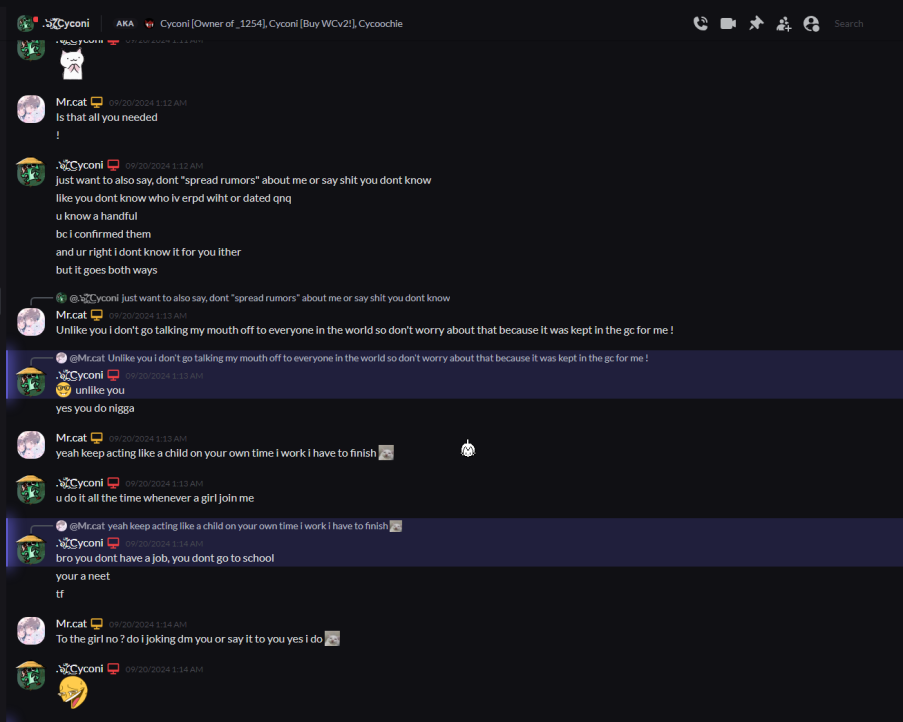 Cyconi AKA Cyconi [Owner of _1254], Cyconi [Buy WCv2!], Cycoochie Search
Cyconi
Mr.cat 09/20/2024 1:12 AM
Is that all you needed
!
Cyconi 09/20/2024 1:12 AM
just want to also say, dont "spread rumors" about me or say shit you dont know
like you dont know who iv erpd wiht or dated qnq
u know a handful
bc i confirmed them
and ur right i dont know it for you ither
but it goes both ways
@Cyconi just want to also say, dont "spread rumors" about me or say shit you dont know
Mr.cat 09/20/2024 1:13 AM
Unlike you i don't go talking my mouth off to everyone in the world so don't worry about that because it was kept in the gc for me !
@Mr.cat Unlike you i don't go talking my mouth off to everyone in the world so don't worry about that because it was kept in the gc for me !
Cyconi 09/20/2024 1:13 AM
🤓 unlike you
yes you do nigga
Mr.cat 09/20/2024 1:13 AM
yeah keep acting like a child on your own time i work i have to finish
Cyconi 09/20/2024 1:13 AM
u do it all the time whenever a girl join me
@Mr.cat yeah keep acting like a child on your own time i work i have to finish
Cyconi 09/20/2024 1:14 AM
bro you dont have a job, you dont go to school
your a neet
tf
Mr.cat 09/20/2024 1:14 AM
To the girl no ? do i joking dm you or say it to you yes i do
Cyconi 09/20/2024 1:14 AM